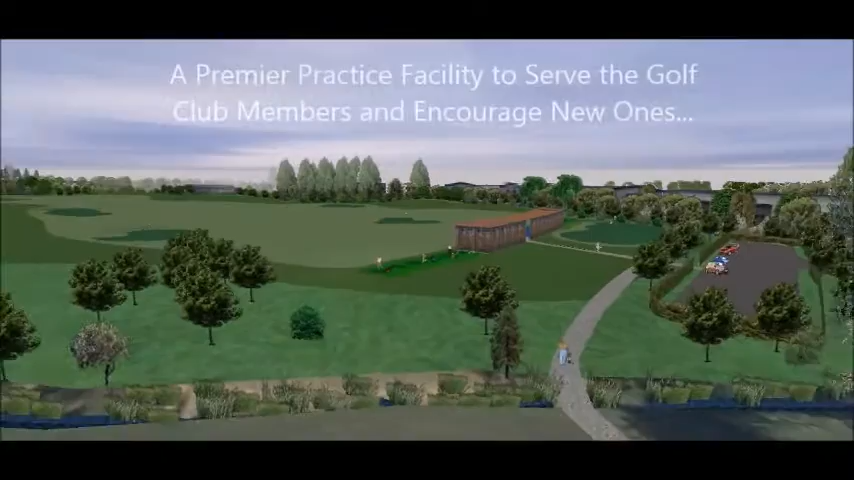 A Premier Practice Facility to Serve the Golf
Club Members and Encourage New Ones...